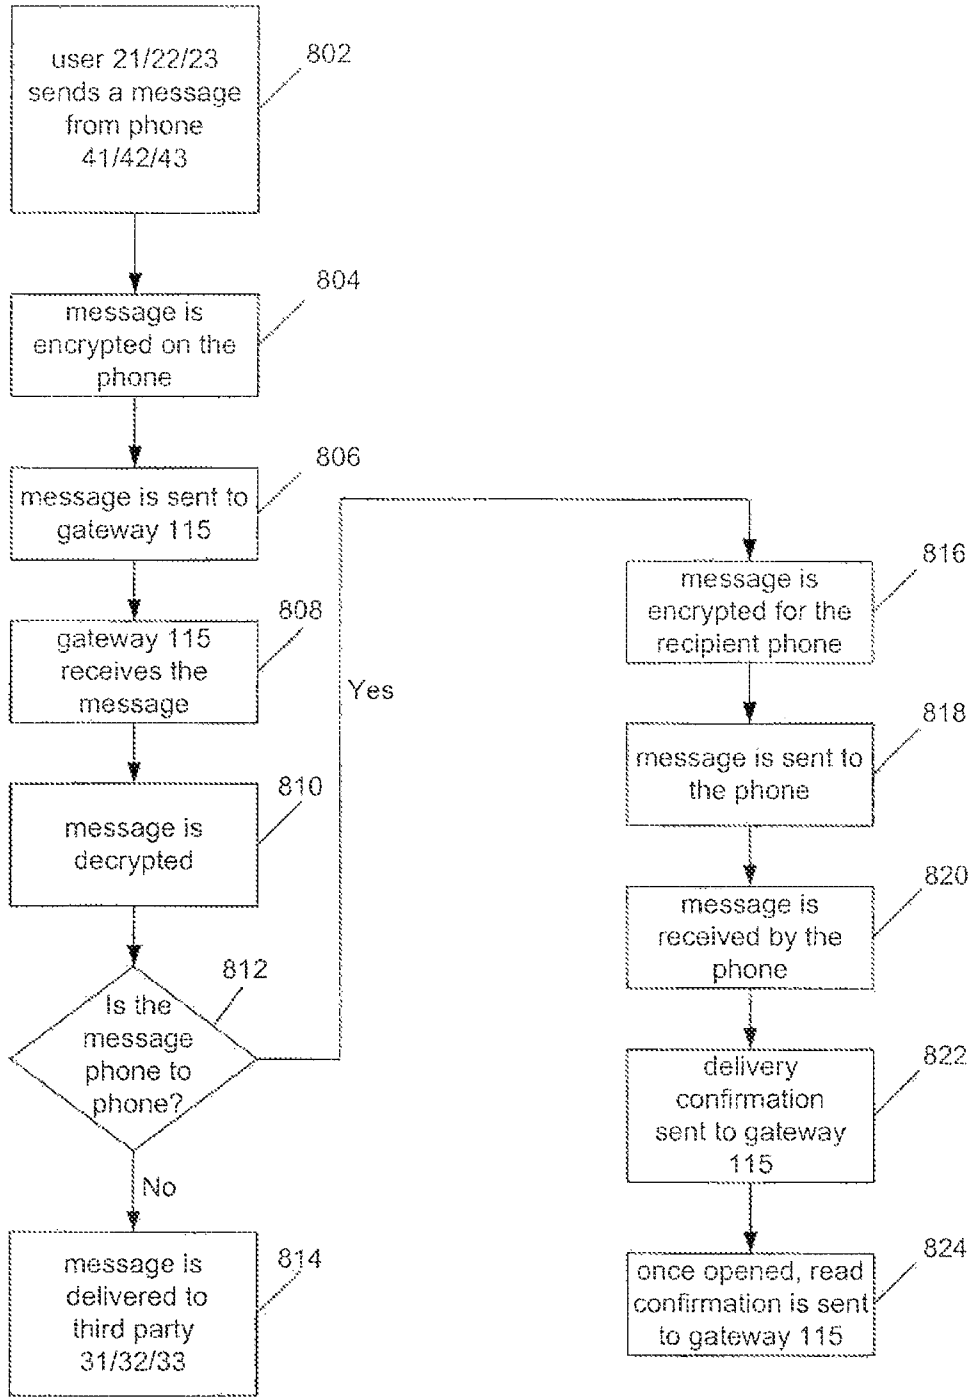 user 21/22/23
sends a message
from phone
41/42/43
802
804
message is
encrypted on the
phone
806
message is sent to
gateway 115
808
gateway 115
receives the
message
810
message is
decrypted
812
Is the
message
phone to
phone?
No
Yes
814
message is
delivered to
third party
31/32/33
816
message is
encrypted for the
recipient phone
818
message is sent to
the phone
820
message is
received by the
phone
822
delivery
confirmation
sent to gateway
115
824
once opened, read
confirmation is sent
to gateway 115